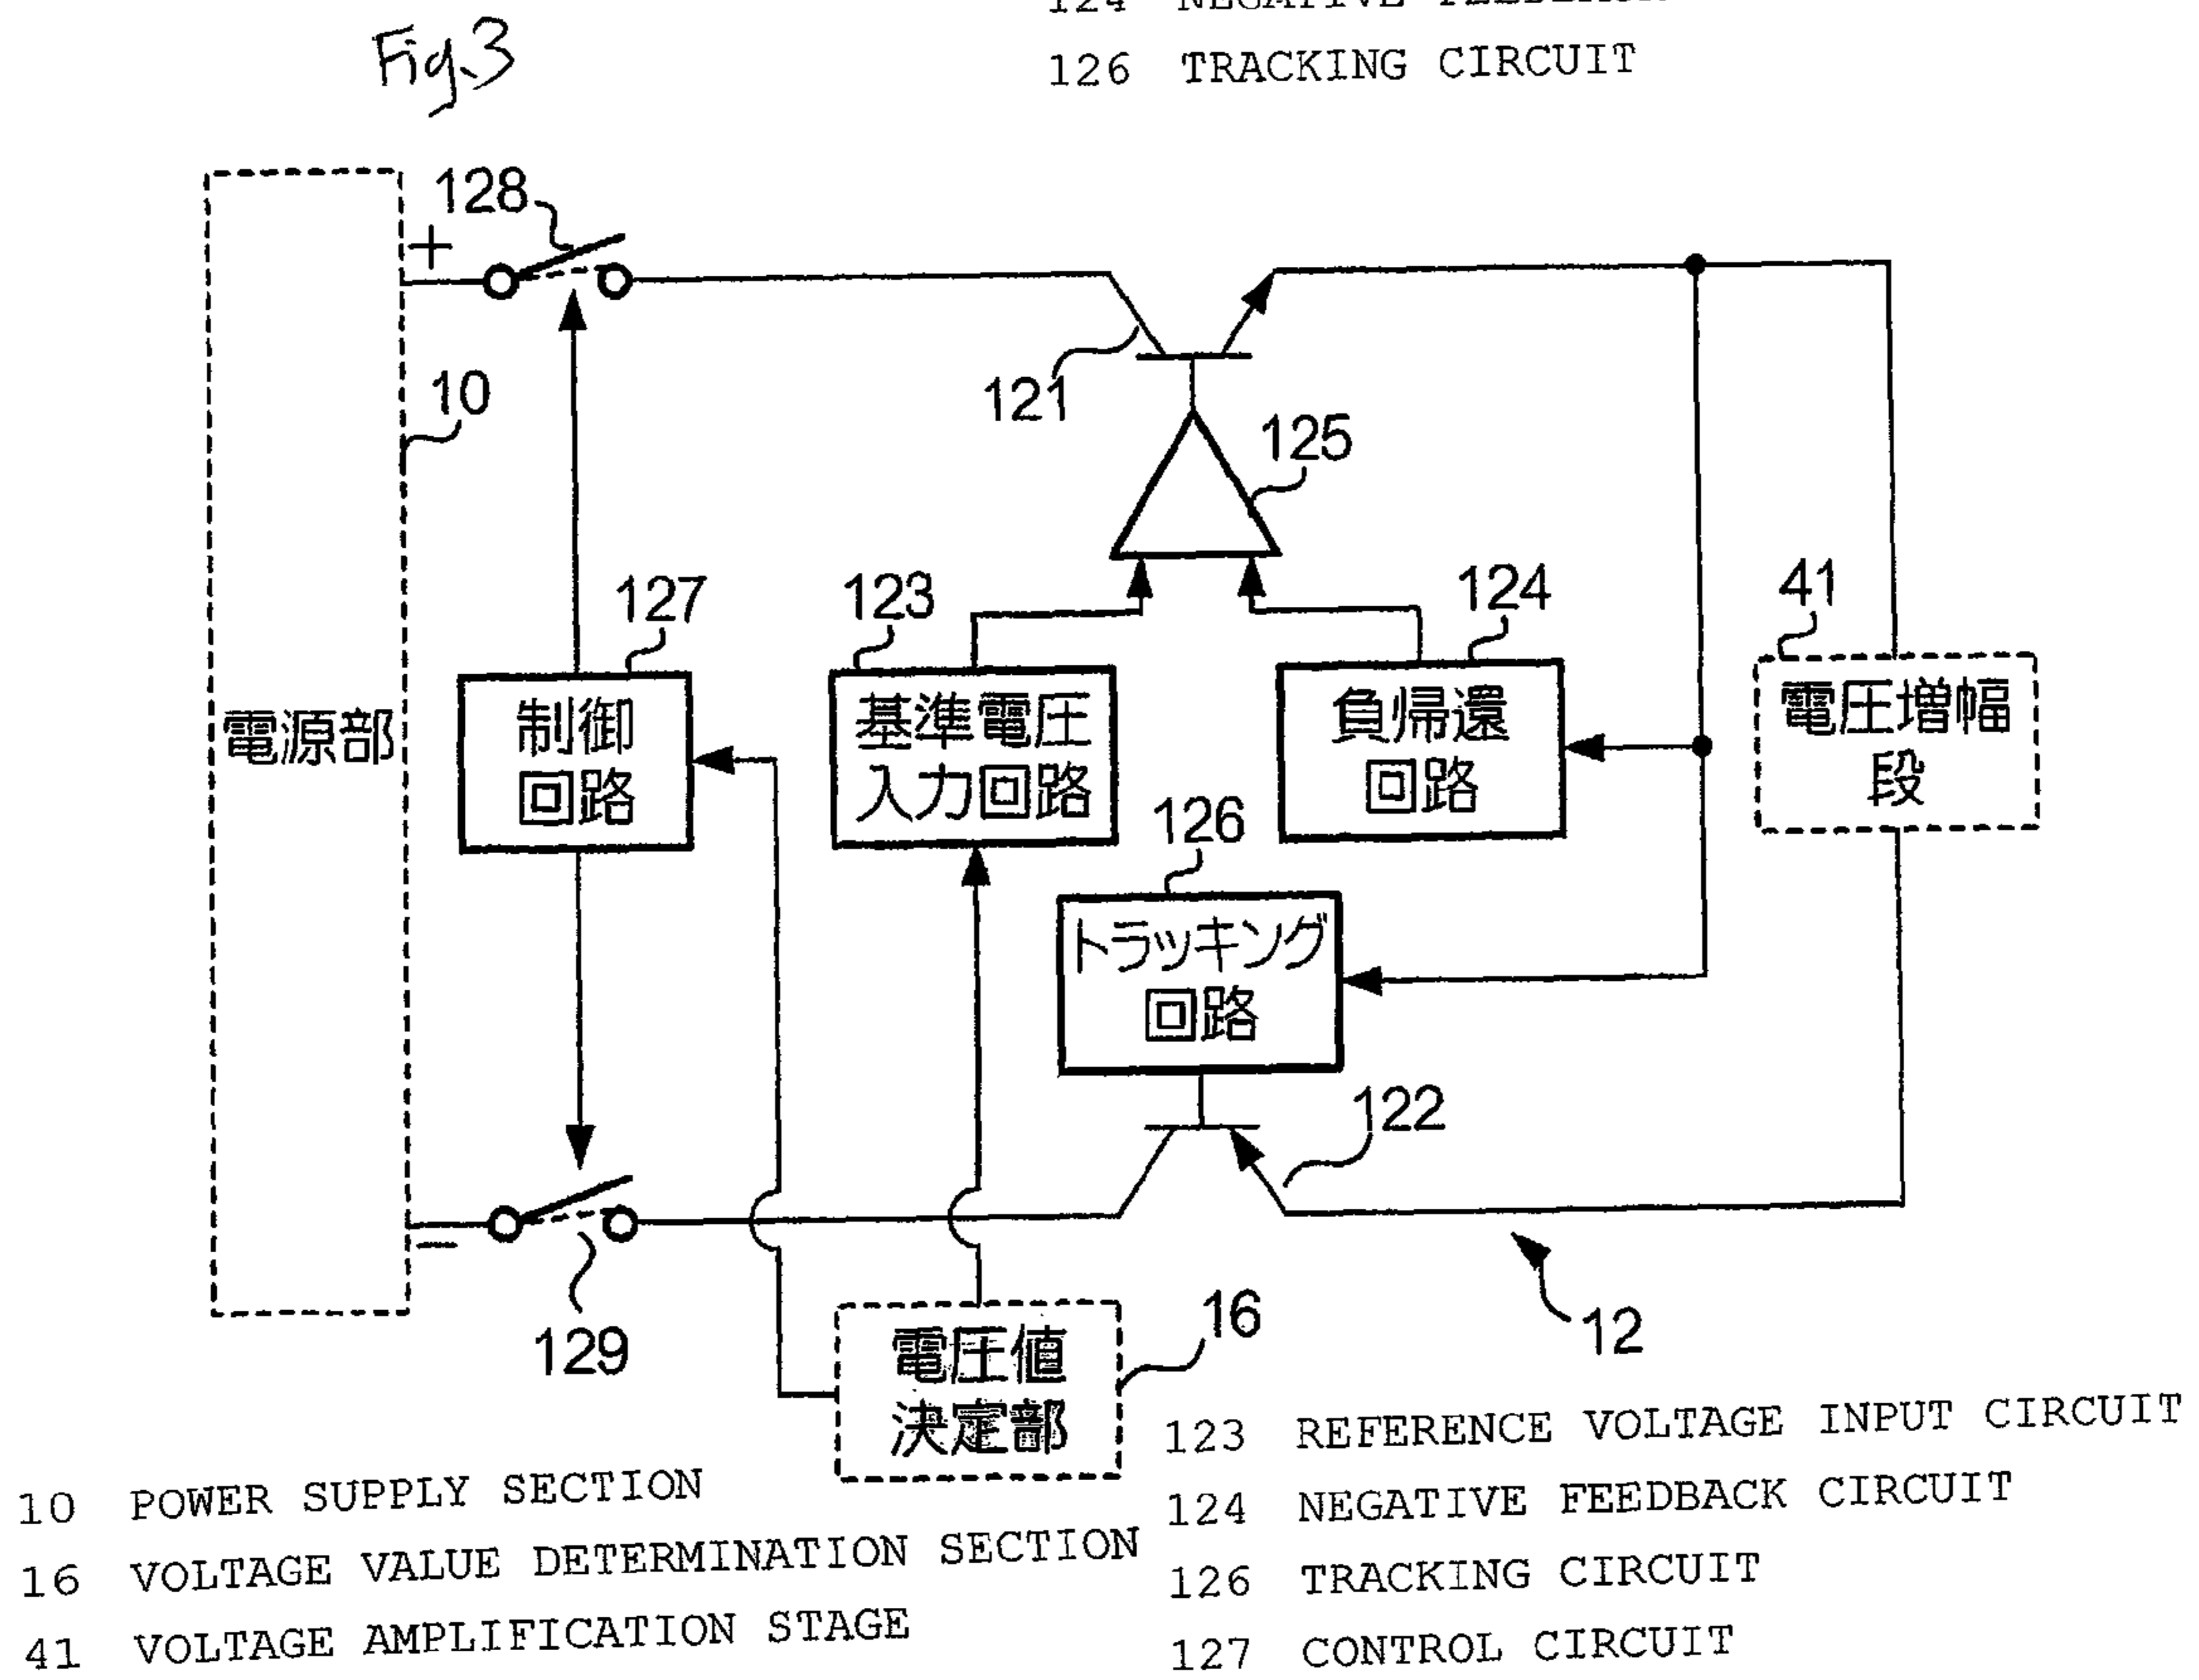 Fig.3
124 NEGATIVE FEEDBACK
126 TRACKING CIRCUIT
128
+
10
121
125
127
123
124
41
電源部
制御
回路
基準電圧
入力回路
負帰還
回路
電圧増幅
段
126
トラッキング
回路
122
−
129
電圧値
決定部
16
12
10 POWER SUPPLY SECTION
16 VOLTAGE VALUE DETERMINATION SECTION
41 VOLTAGE AMPLIFICATION STAGE
123 REFERENCE VOLTAGE INPUT CIRCUIT
124 NEGATIVE FEEDBACK CIRCUIT
126 TRACKING CIRCUIT
127 CONTROL CIRCUIT